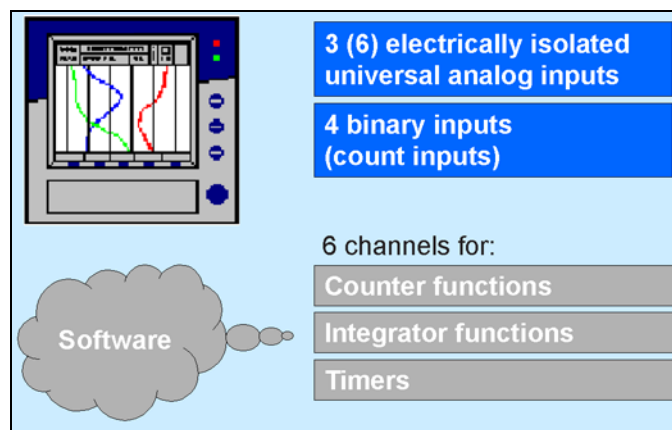 3 (6) electrically isolated
universal analog inputs
4 binary inputs
(count inputs)
6 channels for:
Counter functions
Software
Integrator functions
Timers